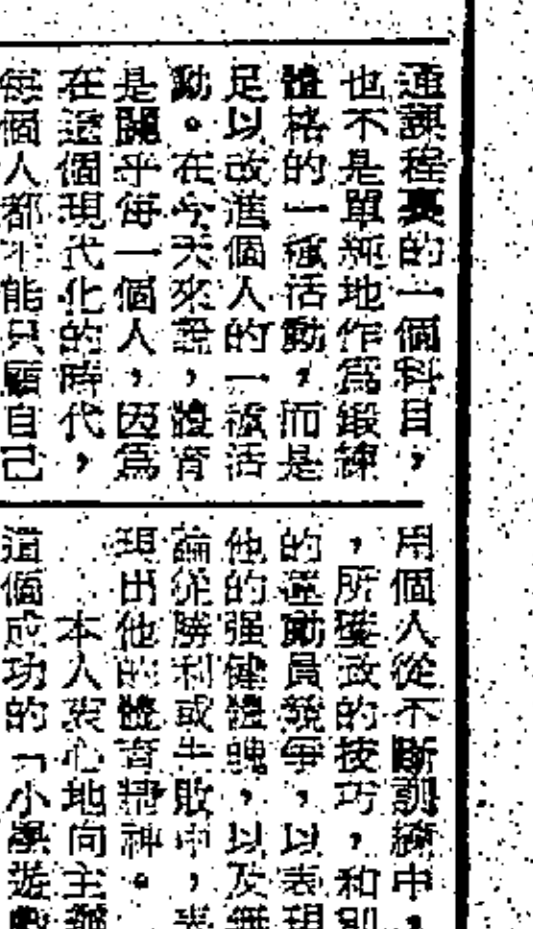 通課程裏的一個科目，
也不是單純地作爲鍛鍊
體格的一種活動，而是
足以改進個人的一種活
動。在今天來說，體育
是關乎每一個人，因爲
在這個現代化的時代，
每個人都不能只顧自己
用個人從不斷訓練中，
，所獲致的技巧，和別
的運動員競爭，以表現
他的强健體魄，以及無
論從勝利或失敗中，表
現出他的體育精神。
本人衷心地向主辦
這個成功的「小學遊戲